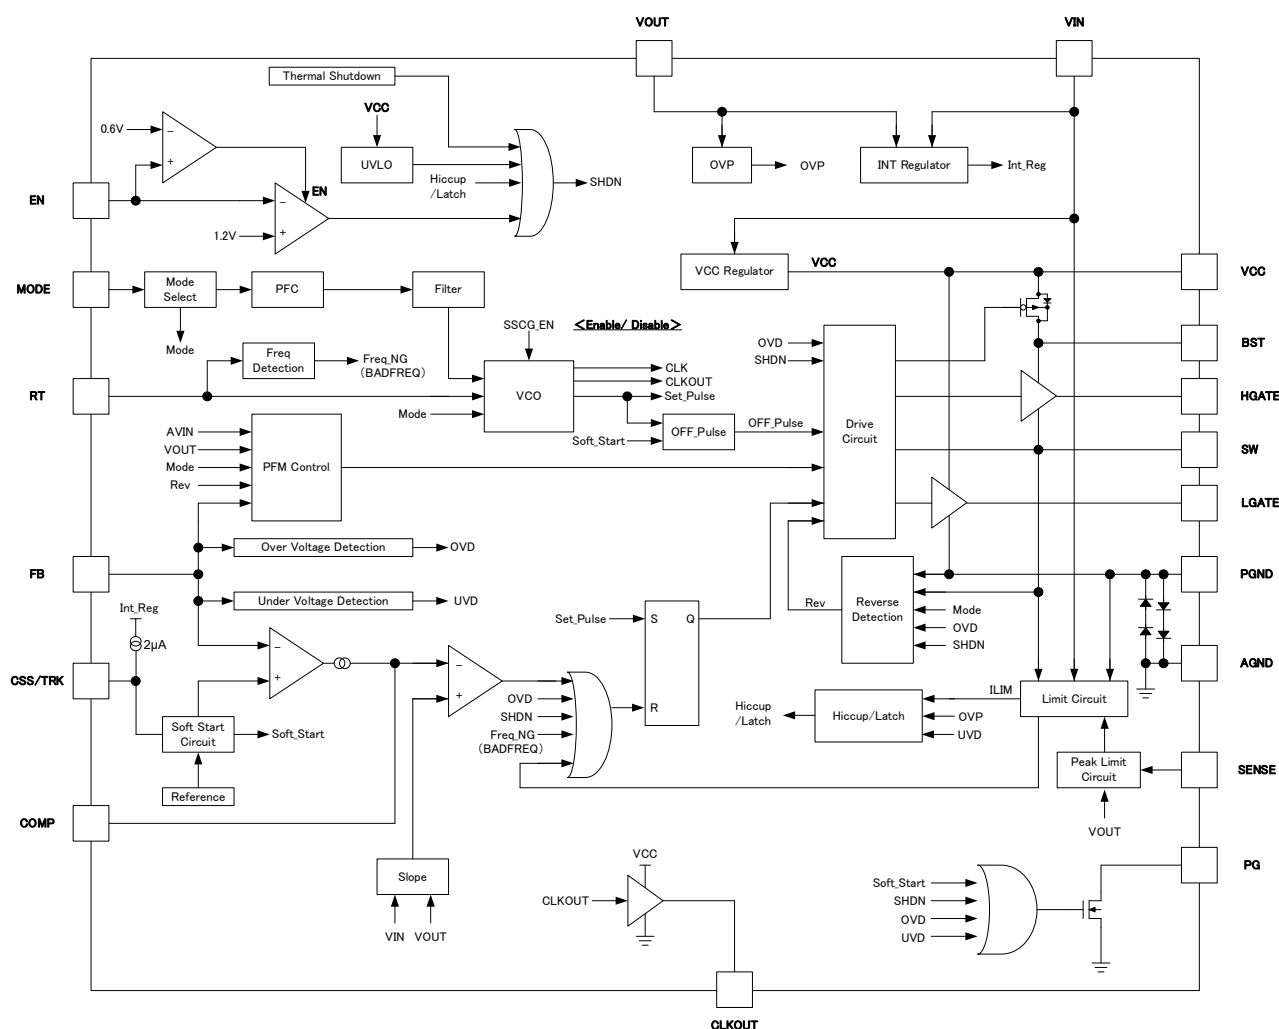 VOUT
VIN
Thermal Shutdown
VCC
0.6V
−
+
UVLO
OVP
OVP
INT Regulator
Int_Reg
Hiccup
/Latch
SHDN
EN
EN
−
+
1.2V
VCC Regulator
VCC
VCC
MODE
Mode
Select
PFC
Filter
Mode
SSCG_EN
<Enable/ Disable>
OVD
SHDN
BST
Freq
Detection
Freq_NG
(BADFREQ)
CLK
CLKOUT
Set_Pulse
RT
VCO
HGATE
Mode
Soft_Start
OFF_Pulse
OFF_Pulse
Drive
Circuit
AVIN
VOUT
Mode
Rev
PFM Control
SW
LGATE
Over Voltage Detection
OVD
FB
PGND
Under Voltage Detection
UVD
Int_Reg
2μA
Set_Pulse
S
Q
R
Rev
Reverse
Detection
Mode
OVD
SHDN
CSS/TRK
−
+
−
+
AGND
Soft Start
Circuit
Soft_Start
OVD
SHDN
Freq_NG
(BADFREQ)
Hiccup
/Latch
Hiccup/Latch
ILIM
OVP
UVD
Limit Circuit
Reference
Peak Limit
Circuit
SENSE
COMP
VOUT
Slope
VIN
VOUT
VCC
CLKOUT
Soft_Start
SHDN
OVD
UVD
PG
CLKOUT